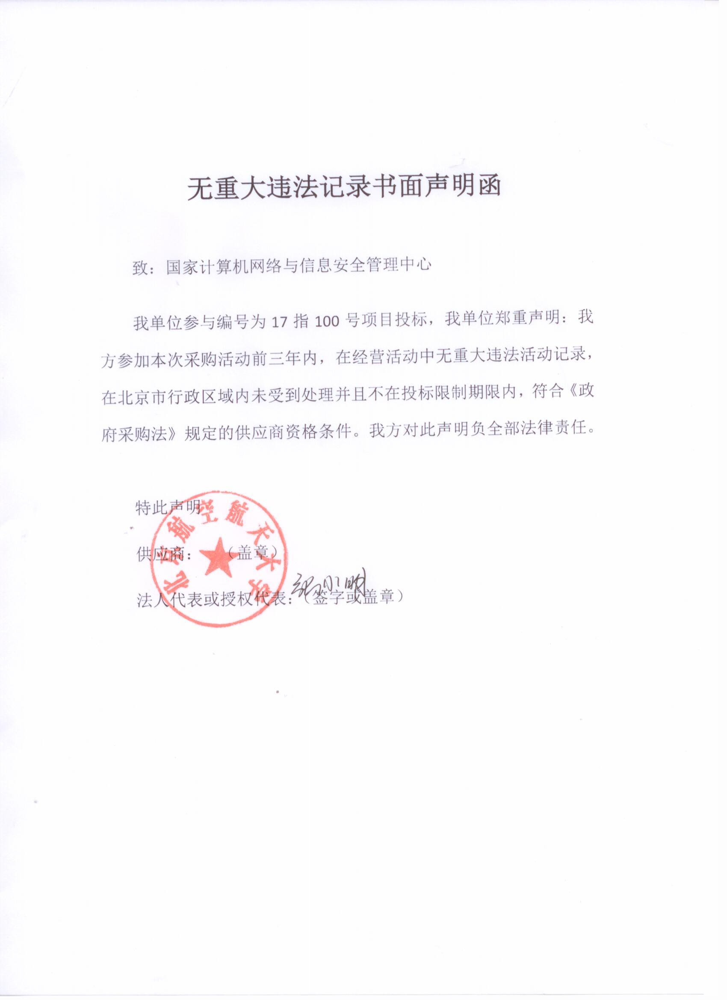 无重大违法记录书面声明函
致：国家计算机网络与信息安全管理中心
我单位参与编号为 17 指 100 号项目投标，我单位郑重声明：我
方参加本次采购活动前三年内，在经营活动中无重大违法活动记录，
在北京市行政区域内未受到处理并且不在投标限制期限内，符合《政
府采购法》规定的供应商资格条件。我方对此声明负全部法律责任。
特此声明
北京航空航天大学
供应商：（盖章）
法人代表或授权代表：（签字或盖章）